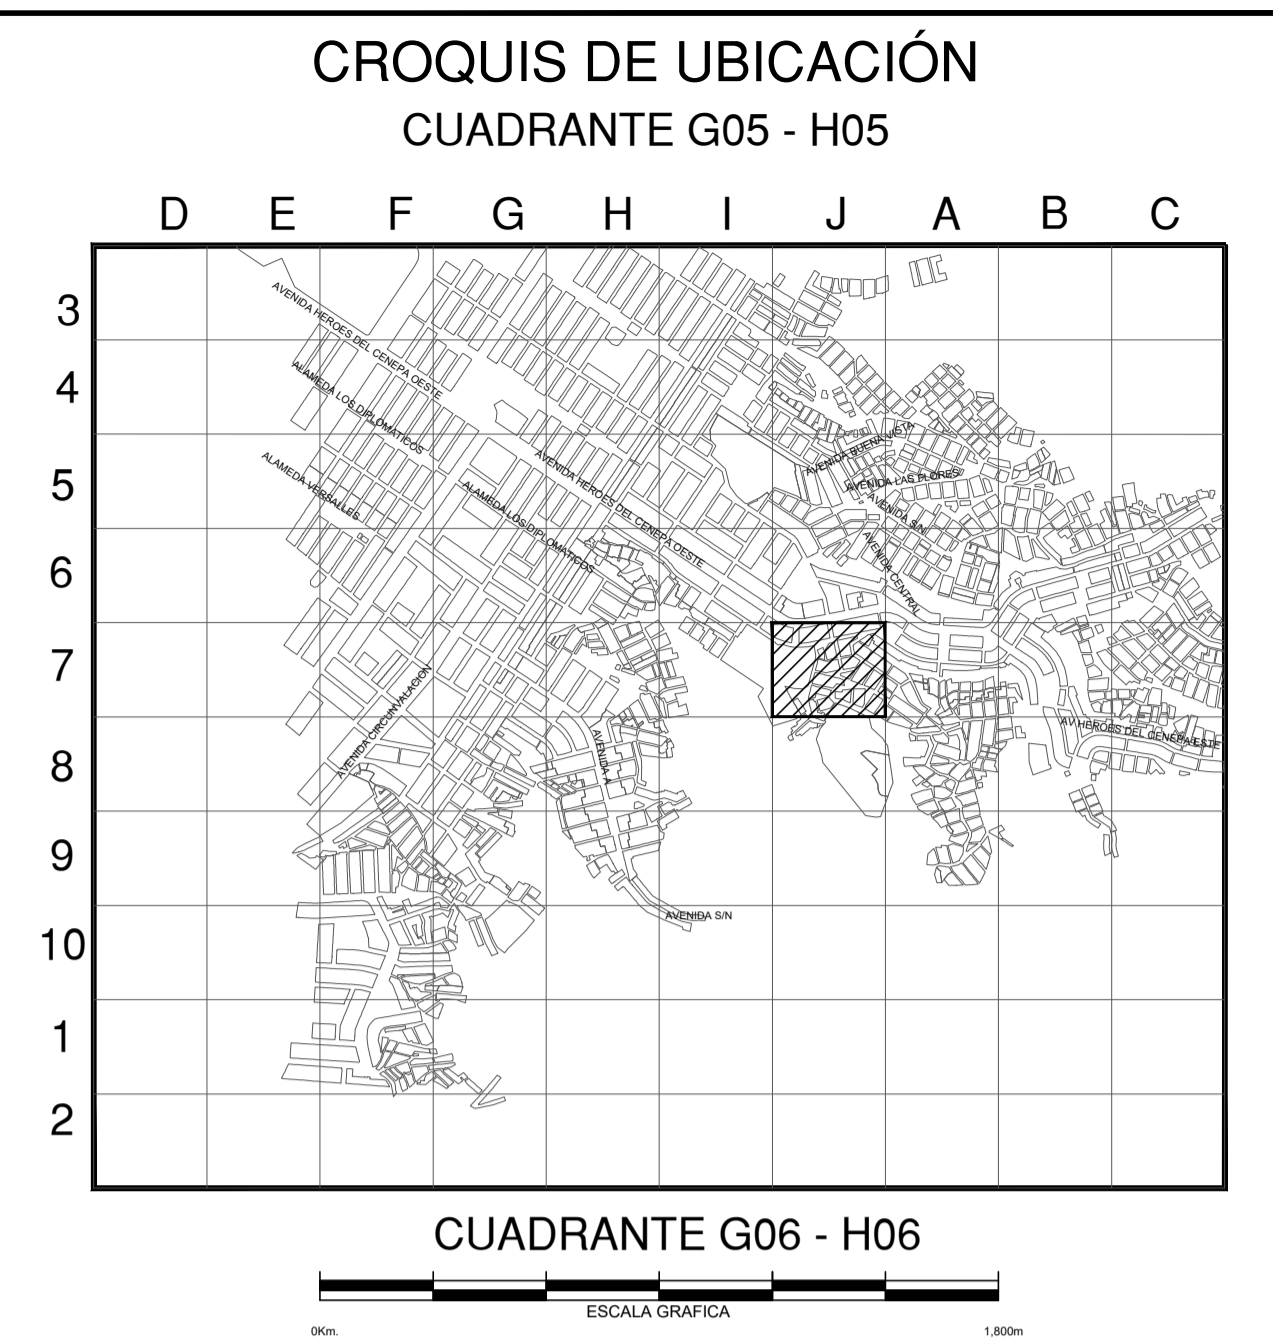 CROQUIS DE UBICACIÓN
CUADRANTE G05 - H05
D E F G H I J A B C
3
AVENIDA HEROES DEL CENEPA OESTE
4
ALAMEDA LOS DIPLOMATICOS
AVENIDA BUENA VISTA
5
ALAMEDA VERSALLES
AVENIDA HEROES DEL CENEPA OESTE
ALAMEDA LOS DIPLOMATICOS
AVENIDA LAS FLORES
AVENIDA S/N
6
AVENIDA CENTRAL
7
AVENIDA CIRCUNVALACION
8
AVENIDA A
AV HEROES DEL CENEPA ESTE
9
AVENIDA S/N
10
1
2
CUADRANTE G06 - H06
ESCALA GRAFICA
0Km. 1,800m